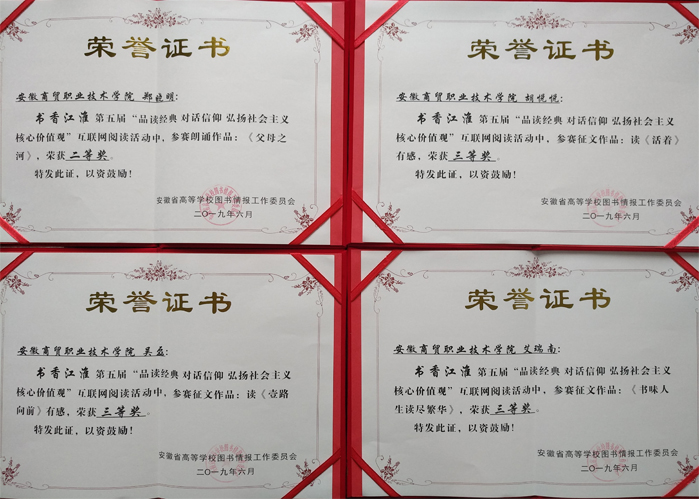 荣誉证书
安徽商贸职业技术学院 郑晓明:
书香江淮 第五届“品读经典 对话信仰 弘扬社会主义
核心价值观”互联网阅读活动中，参赛朗诵作品：《父母之
河》，荣获 二等奖。
特发此证，以资鼓励！
安徽省高等学校图书情报工作委员会
二〇一九年六月
荣誉证书
安徽商贸职业技术学院 胡悦悦:
书香江淮 第五届“品读经典 对话信仰 弘扬社会主义
核心价值观”互联网阅读活动中，参赛征文作品：读《活着》
有感，荣获 三等奖。
特发此证，以资鼓励！
安徽省高等学校图书情报工作委员会
二〇一九年六月
荣誉证书
安徽商贸职业技术学院 吴磊:
书香江淮 第五届“品读经典 对话信仰 弘扬社会主义
核心价值观”互联网阅读活动中，参赛征文作品：读《壹路
向前》有感，荣获 三等奖。
特发此证，以资鼓励！
安徽省高等学校图书情报工作委员会
二〇一九年六月
荣誉证书
安徽商贸职业技术学院 艾瑞南:
书香江淮 第五届“品读经典 对话信仰 弘扬社会主义
核心价值观”互联网阅读活动中，参赛征文作品：《书味人
生读尽繁华》，荣获 三等奖。
特发此证，以资鼓励！
安徽省高等学校图书情报工作委员会
二〇一九年六月